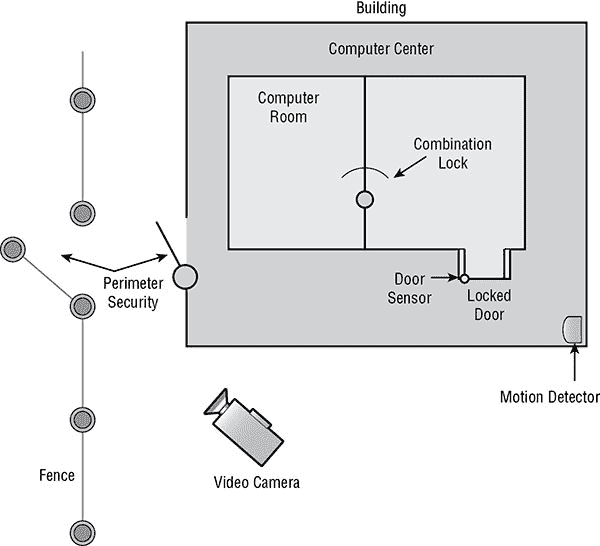 Building
Computer Center
Computer
Room
Combination
Lock
Perimeter
Security
Door
Sensor
Locked
Door
Motion Detector
Fence
Video Camera